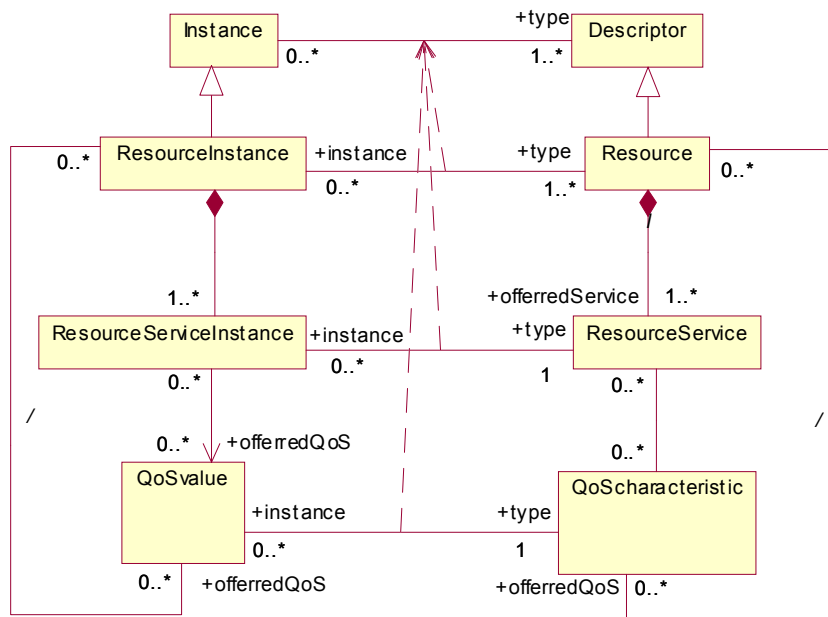 Instance
+type
Descriptor
0..*
1..*
ResourceInstance
+instance
+type
Resource
0..*
0..*
1..*
0..*
/
1..*
+offerredService
1..*
ResourceServiceInstance
+instance
+type
ResourceService
0..*
0..*
1
0..*
/
/
0..*
+offerredQoS
0..*
QoSvalue
QoScharacteristic
+instance
+type
0..*
1
0..*
+offerredQoS
+offerredQoS
0..*